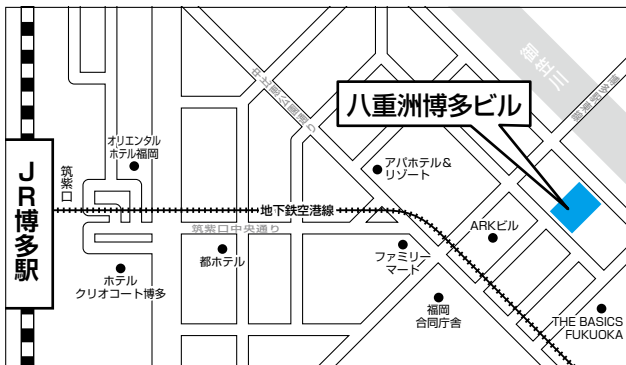 JR博多駅
筑紫口
オリエンタル
ホテル福岡
地下鉄空港線
筑紫口中央通り
都ホテル
ホテル
クリオコート博多
八重洲博多ビル
御笠川
アパホテル&
リゾート
ARKビル
ファミリー
マート
福岡
合同庁舎
THE BASICS
FUKUOKA